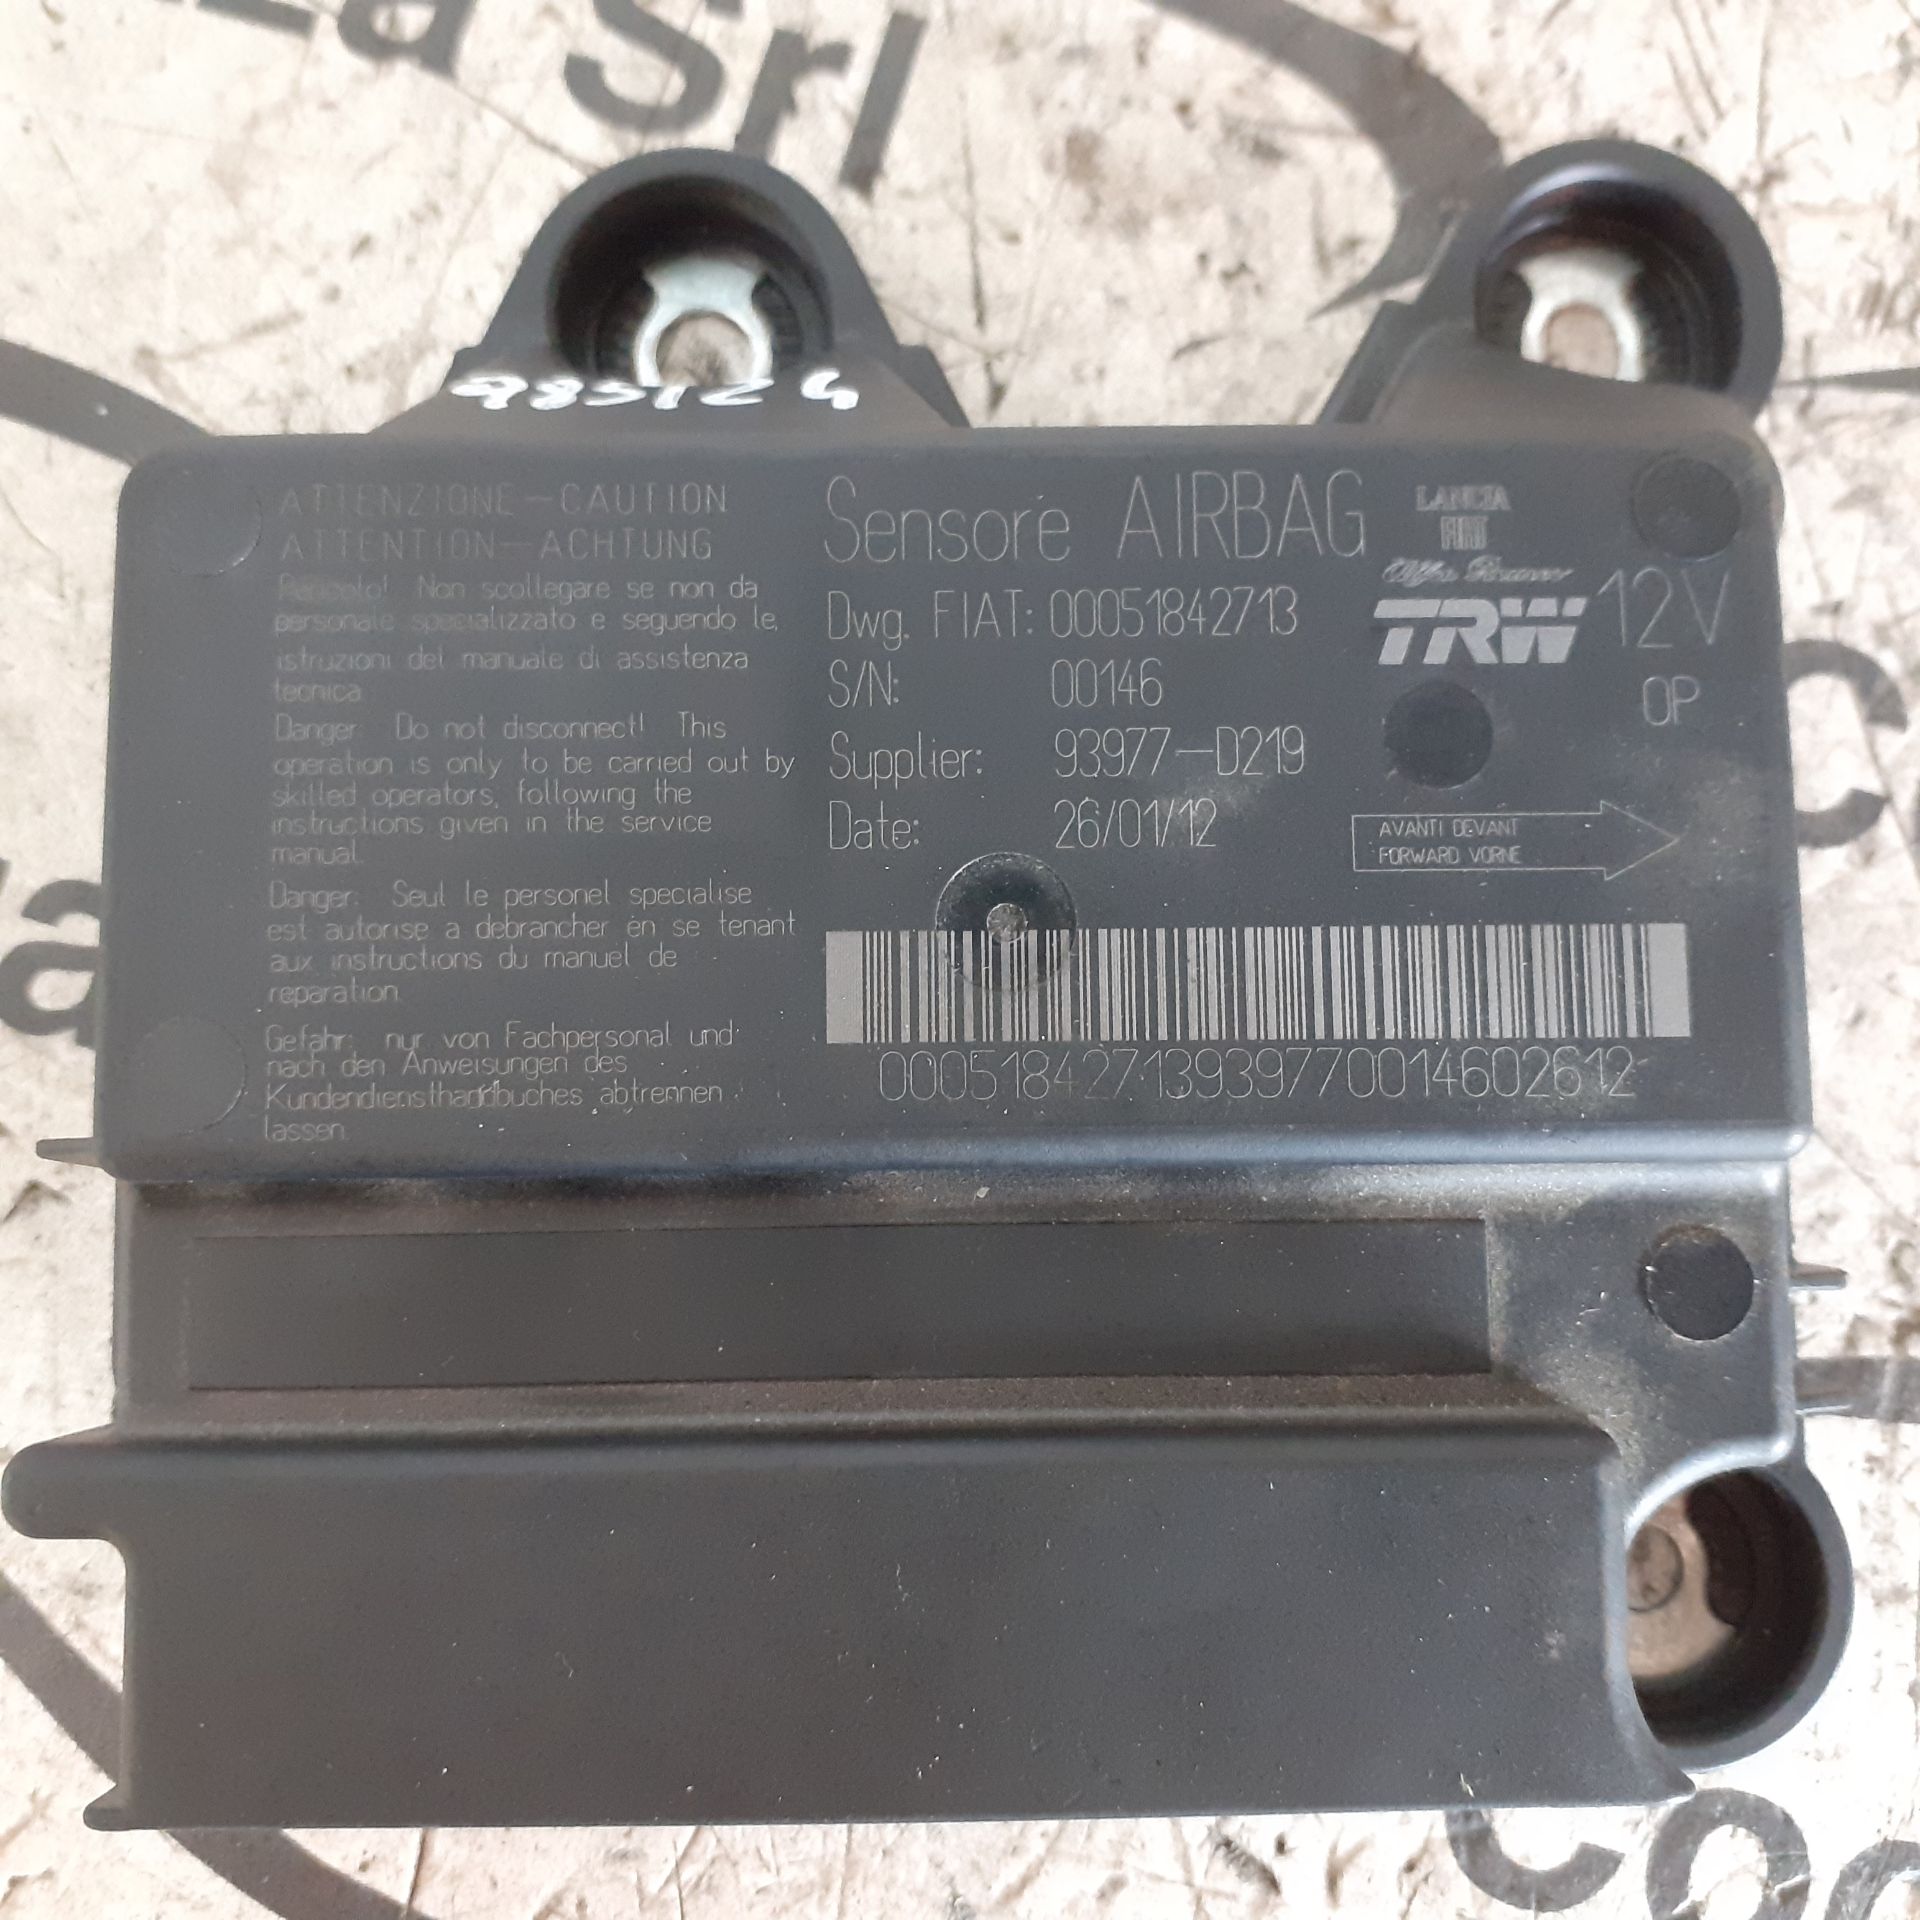 Srl
ATTENZIONE-CAUTION
ATTENTION-ACHTUNG
Pericolo! Non scollegare se non da
personale specializzato e seguendo le
istruzioni del manuale di assistenza
tecnica
Danger: Do not disconnect! This
operation is only to be carried out by
skilled operators, following the
instructions given in the service
manual.
Danger: Seul le personel specialise
est autorise a debrancher en se tenant
aux instructions du manuel de
reparation.
Gefahr: nur von Fachpersonal und
nach den Anweisungen des
Kundendiensthandbuches abtrennen
lassen.
Sensore AIRBAG
Dwg. FIAT: 00051842713
S/N: 00146
Supplier: 93977-D219
Date: 26/01/12
LANCIA
FIAT
Alfa Romeo
TRW 12V
0P
AVANTI DEVANT
FORWARD VORNE
00051842713939770014602612